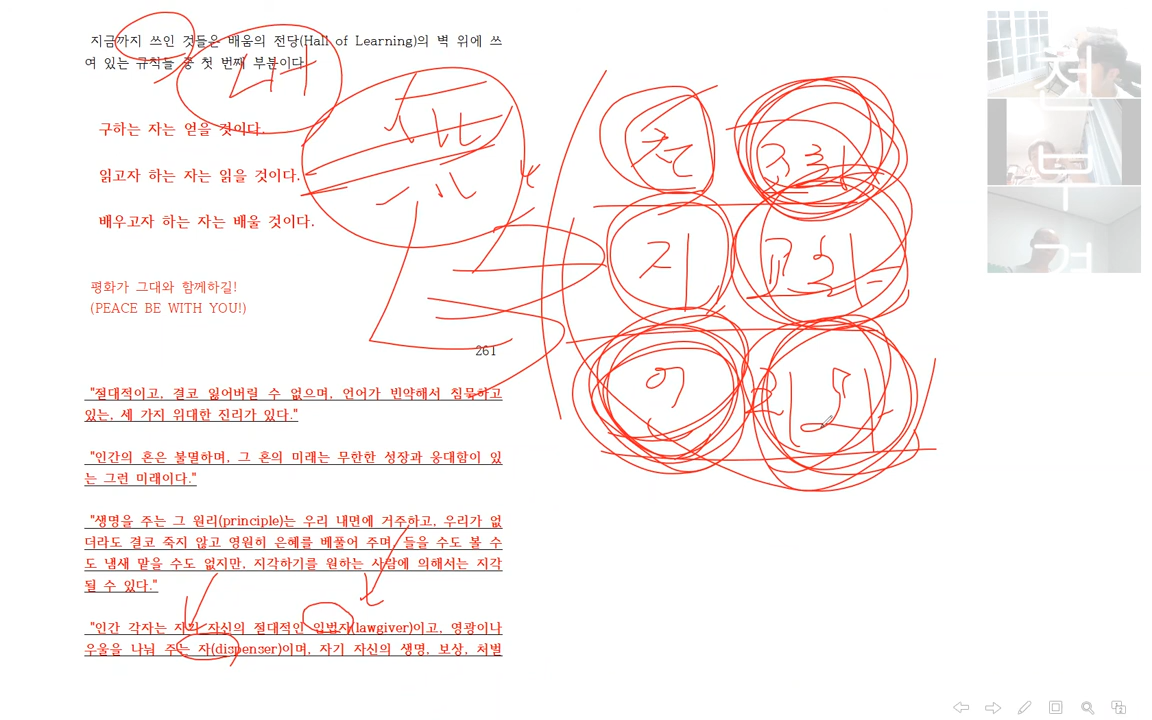 지금까지 쓰인 것들은 배움의 전당(Hall of Learning)의 벽 위에 쓰
여 있는 규칙들 중 첫 번째 부분이다.
구하는 자는 얻을 것이다.
읽고자 하는 자는 읽을 것이다.
배우고자 하는 자는 배울 것이다.
평화가 그대와 함께하길!
(PEACE BE WITH YOU!)
261
"절대적이고, 결코 잃어버릴 수 없으며, 언어가 빈약해서 침묵하고
있는, 세 가지 위대한 진리가 있다."
"인간의 혼은 불멸하며, 그 혼의 미래는 무한한 성장과 응대함이 있
는 그런 미래이다."
"생명을 주는 그 원리(principle)는 우리 내면에 거주하고, 우리가 없
더라도 결코 죽지 않고 영원히 은혜를 베풀어 주며, 들을 수도 볼 수
도 냄새 맡을 수도 없지만, 지각하기를 원하는 사람에 의해서는 지각
될 수 있다."
"인간 각자는 자기 자신의 절대적인 입법자(lawgiver)이고, 영광이나
우울을 나눠 주는 자(dispenser)이며, 자기 자신의 생명, 보상, 처벌
천
지
인
천
부
경